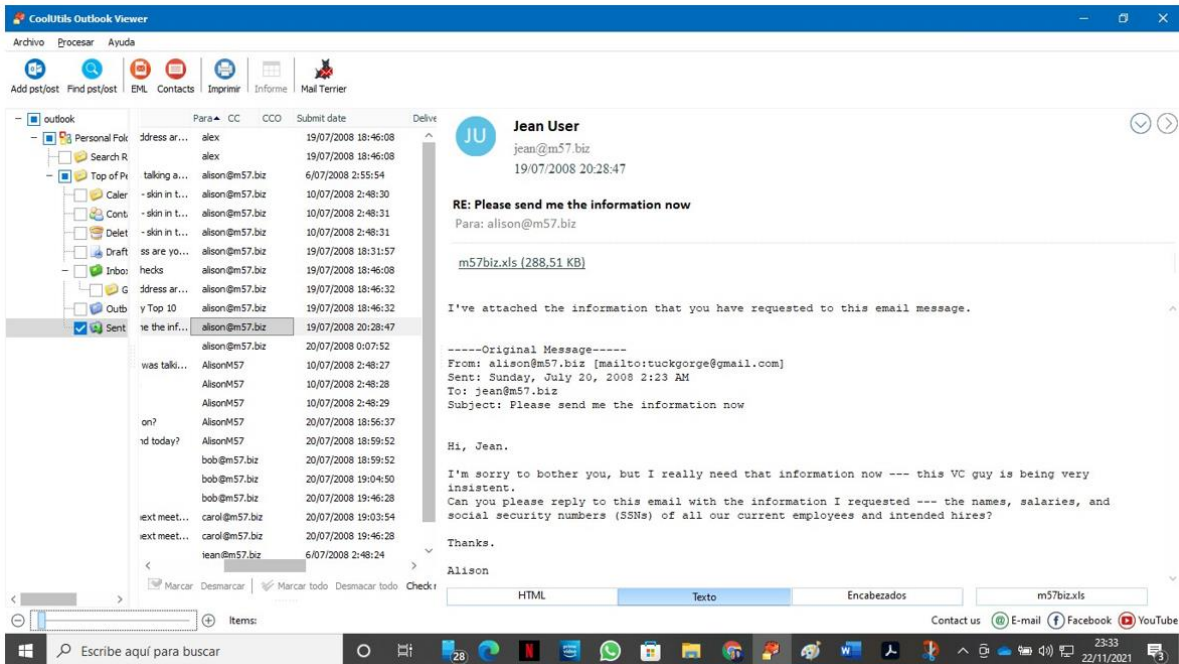 CoolUtils Outlook Viewer
Archivo Procesar Ayuda
Add pst/ost Find pst/ost EML Contacts Imprimir Informe Mail Terrier
outlook
Personal Fold
Search R
Top of Pe
Caler
Conta
Delet
Draft
Inbo
G
Outb
Sent
Para CC CCO Submit date Delive
ddress ar... alex 19/07/2008 18:46:08
alex 19/07/2008 18:46:08
talking a... alison@m57.biz 6/07/2008 2:55:54
- skin in t... alison@m57.biz 10/07/2008 2:48:30
- skin in t... alison@m57.biz 10/07/2008 2:48:31
- skin in t... alison@m57.biz 10/07/2008 2:48:31
ss are yo... alison@m57.biz 19/07/2008 18:31:57
hecks alison@m57.biz 19/07/2008 18:46:08
ddress ar... alison@m57.biz 19/07/2008 18:46:32
y Top 10 alison@m57.biz 19/07/2008 18:46:32
ne the inf... alison@m57.biz 19/07/2008 20:28:47
alison@m57.biz 20/07/2008 0:07:52
was talki... AlisonM57 10/07/2008 2:48:27
AlisonM57 10/07/2008 2:48:28
AlisonM57 10/07/2008 2:48:29
on? AlisonM57 20/07/2008 18:56:37
nd today? AlisonM57 20/07/2008 18:59:52
bob@m57.biz 20/07/2008 18:59:52
bob@m57.biz 20/07/2008 19:04:50
bob@m57.biz 20/07/2008 19:46:28
next meet... carol@m57.biz 20/07/2008 19:03:54
next meet... carol@m57.biz 20/07/2008 19:46:28
jean@m57.biz 6/07/2008 2:48:24
Marcar Desmarcar Marcar todo Desmacar todo Check r
JU
Jean User
jean@m57.biz
19/07/2008 20:28:47
RE: Please send me the information now
Para: alison@m57.biz
m57biz.xls (288,51 KB)
I've attached the information that you have requested to this email message.
-----Original Message-----
From: alison@m57.biz [mailto:tuckgorge@gmail.com]
Sent: Sunday, July 20, 2008 2:23 AM
To: jean@m57.biz
Subject: Please send me the information now
Hi, Jean.
I'm sorry to bother you, but I really need that information now --- this VC guy is being very
insistent.
Can you please reply to this email with the information I requested --- the names, salaries, and
social security numbers (SSNs) of all our current employees and intended hires?
Thanks.
Alison
HTML Texto Encabezados m57biz.xls
Items:
Contact us E-mail Facebook YouTube
Escribe aquí para buscar
28
23:33
22/11/2021
3